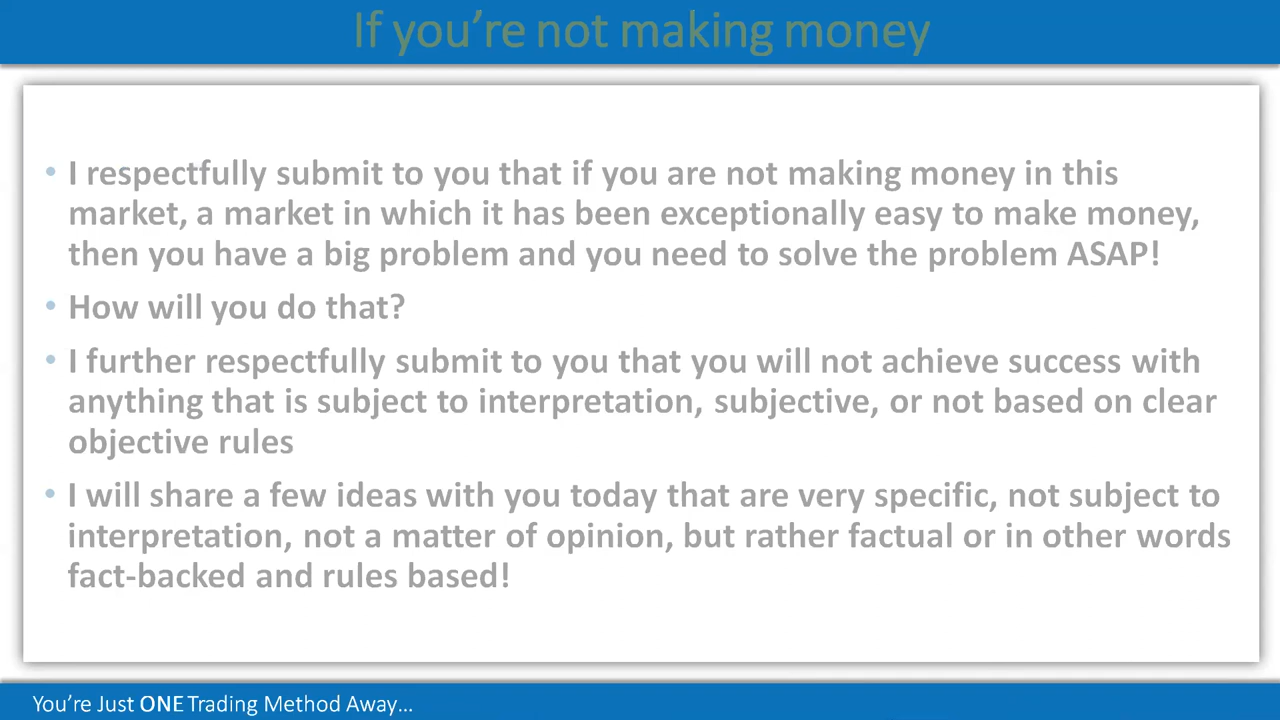 If you're not making money
• I respectfully submit to you that if you are not making money in this
market, a market in which it has been exceptionally easy to make money,
then you have a big problem and you need to solve the problem ASAP!
• How will you do that?
• I further respectfully submit to you that you will not achieve success with
anything that is subject to interpretation, subjective, or not based on clear
objective rules
• I will share a few ideas with you today that are very specific, not subject to
interpretation, not a matter of opinion, but rather factual or in other words
fact-backed and rules based!
You're Just ONE Trading Method Away…